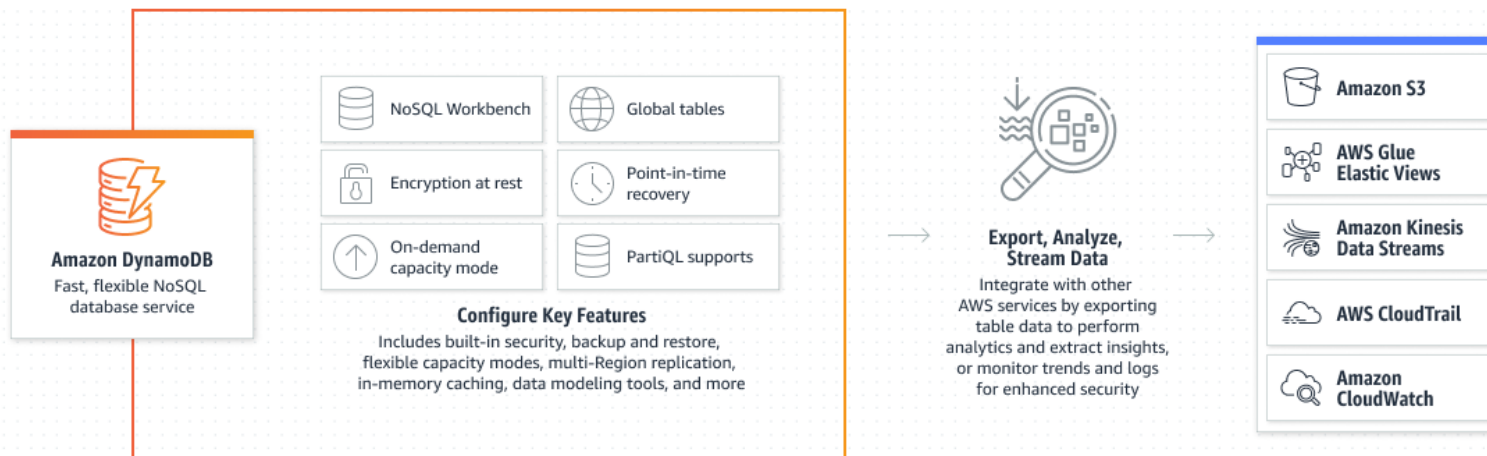 Amazon DynamoDB
Fast, flexible NoSQL
database service
NoSQL Workbench
Global tables
Encryption at rest
Point-in-time
recovery
On-demand
capacity mode
PartiQL supports
Configure Key Features
Includes built-in security, backup and restore,
flexible capacity modes, multi-Region replication,
in-memory caching, data modeling tools, and more
Export, Analyze,
Stream Data
Integrate with other
AWS services by exporting
table data to perform
analytics and extract insights,
or monitor trends and logs
for enhanced security
Amazon S3
AWS Glue
Elastic Views
Amazon Kinesis
Data Streams
AWS CloudTrail
Amazon
CloudWatch